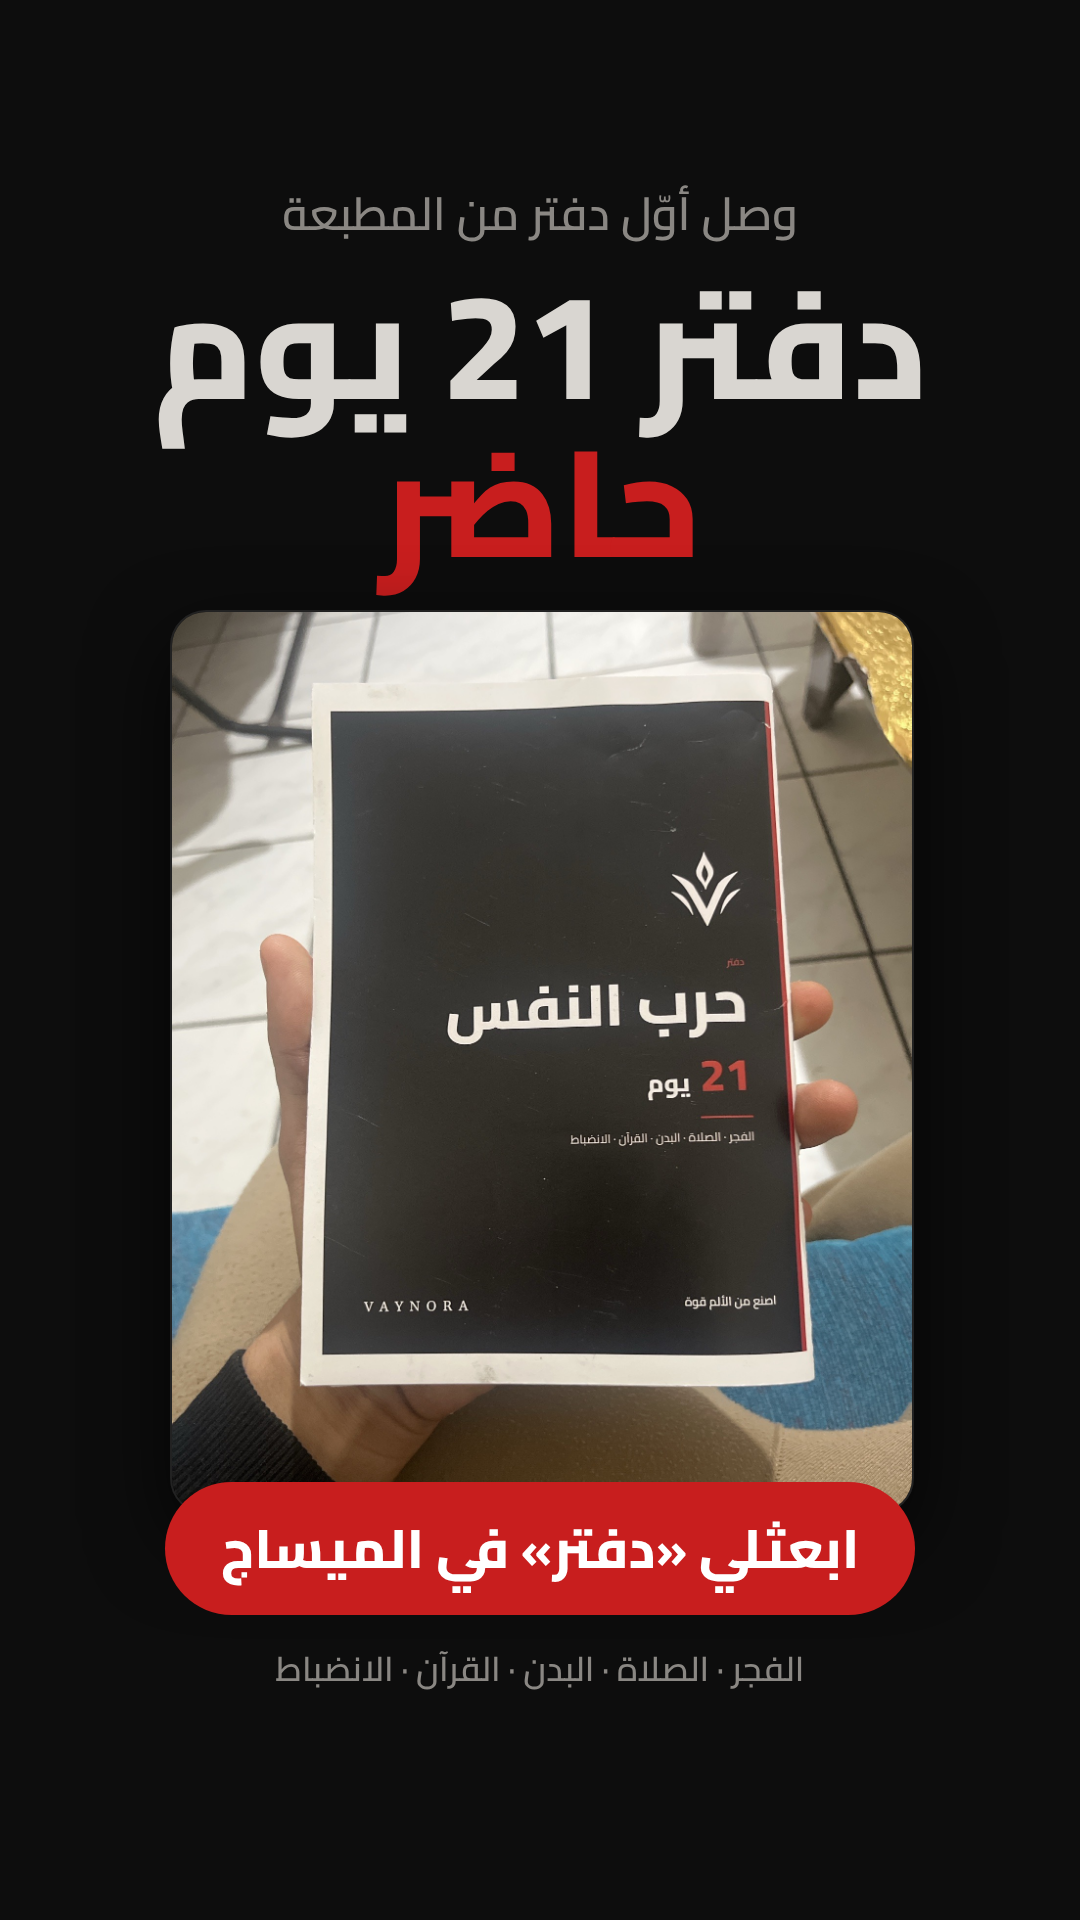 وصل أوّل دفتر من المطبعة
دفتر 21 يوم
حاضر
دفتر
حرب النفس
21 يوم
الفجر · الصلاة · البدن · القرآن · الانضباط
VAYNORA
اصنع من الألم قوة
ابعثلي «دفتر» في الميساج
الفجر · الصلاة · البدن · القرآن · الانضباط